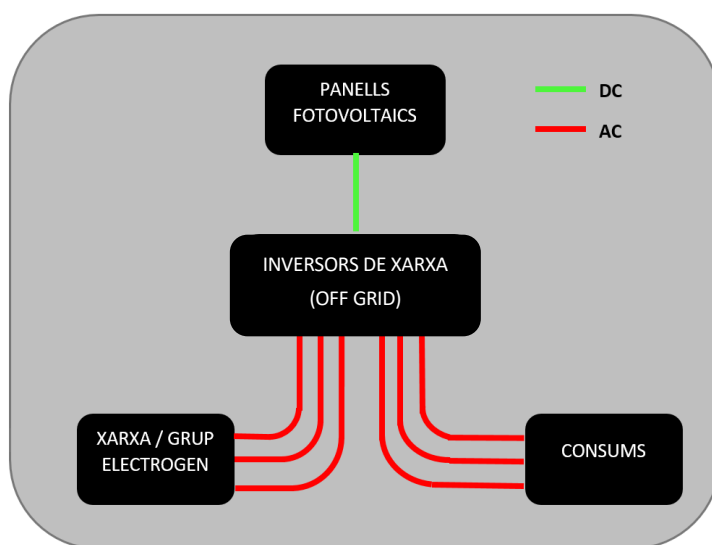 PANELLS
FOTOVOLTAICS
DC
AC
INVERSORS DE XARXA
(OFF GRID)
XARXA / GRUP
ELECTROGEN
CONSUMS